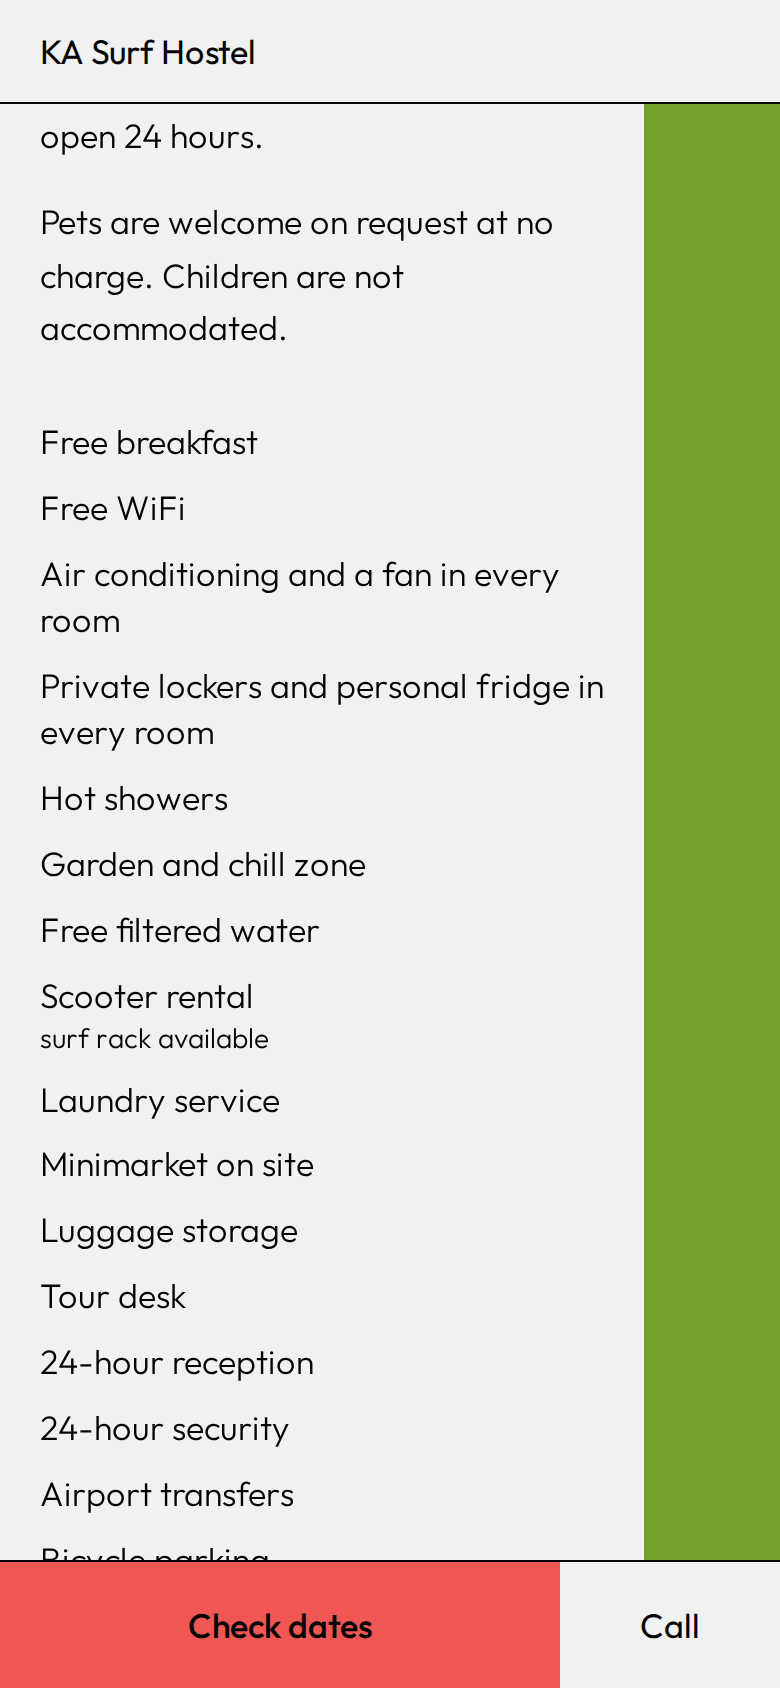 KA Surf Hostel
open 24 hours.
Pets are welcome on request at no
charge. Children are not
accommodated.
Free breakfast
Free WiFi
Air conditioning and a fan in every
room
Private lockers and personal fridge in
every room
Hot showers
Garden and chill zone
Free filtered water
Scooter rental
surf rack available
Laundry service
Minimarket on site
Luggage storage
Tour desk
24-hour reception
24-hour security
Airport transfers
Bicycle parking
Check dates
Call